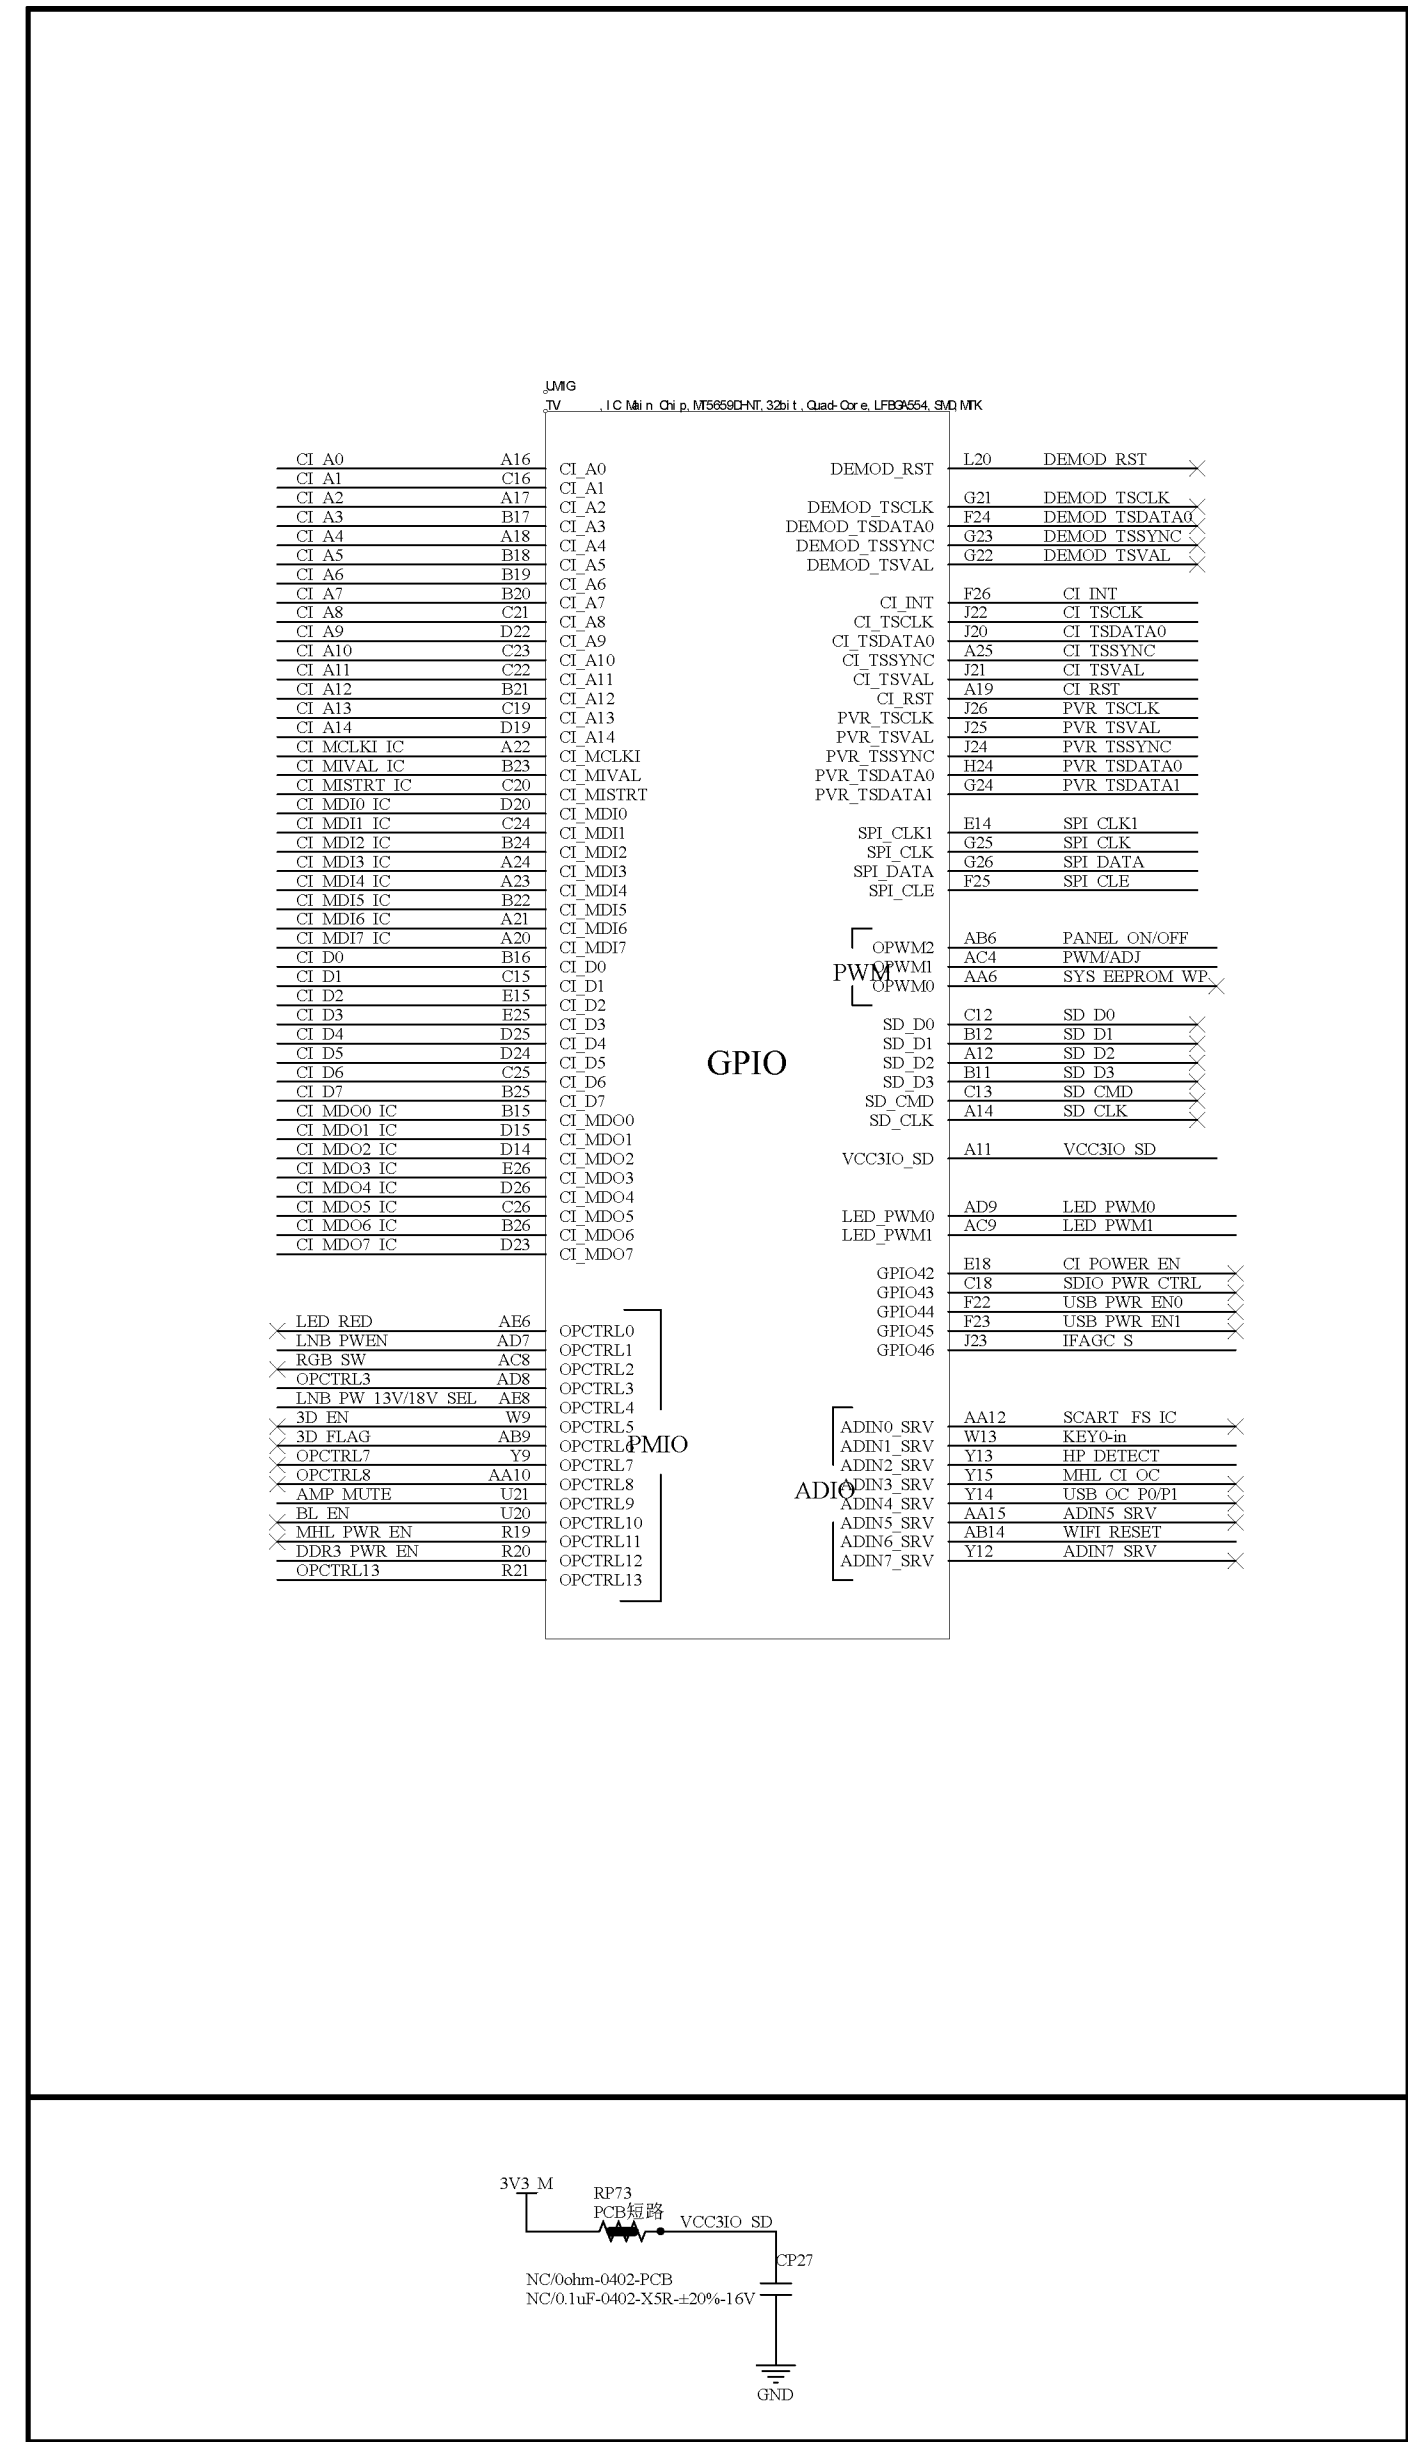 UM1G
TV , IC Main Chip, MT5659DHNT, 32bit, Quad-Core, LFBGA554, SMD, MTK
CI_A0 A16 CI_A0
CI_A1 C16 CI_A1
CI_A2 A17 CI_A2
CI_A3 B17 CI_A3
CI_A4 A18 CI_A4
CI_A5 B18 CI_A5
CI_A6 B19 CI_A6
CI_A7 B20 CI_A7
CI_A8 C21 CI_A8
CI_A9 D22 CI_A9
CI_A10 C23 CI_A10
CI_A11 C22 CI_A11
CI_A12 B21 CI_A12
CI_A13 C19 CI_A13
CI_A14 D19 CI_A14
CI_MCLKI_IC A22 CI_MCLKI
CI_MIVAL_IC B23 CI_MIVAL
CI_MISTRT_IC C20 CI_MISTRT
CI_MDI0_IC D20 CI_MDI0
CI_MDI1_IC C24 CI_MDI1
CI_MDI2_IC B24 CI_MDI2
CI_MDI3_IC A24 CI_MDI3
CI_MDI4_IC A23 CI_MDI4
CI_MDI5_IC B22 CI_MDI5
CI_MDI6_IC A21 CI_MDI6
CI_MDI7_IC A20 CI_MDI7
CI_D0 B16 CI_D0
CI_D1 C15 CI_D1
CI_D2 E15 CI_D2
CI_D3 E25 CI_D3
CI_D4 D25 CI_D4
CI_D5 D24 CI_D5
CI_D6 C25 CI_D6
CI_D7 B25 CI_D7
CI_MDO0_IC B15 CI_MDO0
CI_MDO1_IC D15 CI_MDO1
CI_MDO2_IC D14 CI_MDO2
CI_MDO3_IC E26 CI_MDO3
CI_MDO4_IC D26 CI_MDO4
CI_MDO5_IC C26 CI_MDO5
CI_MDO6_IC B26 CI_MDO6
CI_MDO7_IC D23 CI_MDO7
LED_RED AE6 OPCTRL0
LNB_PWEN AD7 OPCTRL1
RGB_SW AC8 OPCTRL2
OPCTRL3 AD8 OPCTRL3
LNB_PW_13V/18V_SEL AE8 OPCTRL4
3D_EN W9 OPCTRL5
3D_FLAG AB9 OPCTRL6
OPCTRL7 Y9 OPCTRL7
OPCTRL8 AA10 OPCTRL8
AMP_MUTE U21 OPCTRL9
BL_EN U20 OPCTRL10
MHL_PWR_EN R19 OPCTRL11
DDR3_PWR_EN R20 OPCTRL12
OPCTRL13 R21 OPCTRL13
PMIO
GPIO
DEMOD_RST L20 DEMOD_RST
DEMOD_TSCLK G21 DEMOD_TSCLK
DEMOD_TSDATA0 F24 DEMOD_TSDATA0
DEMOD_TSSYNC G23 DEMOD_TSSYNC
DEMOD_TSVAL G22 DEMOD_TSVAL
CI_INT F26 CI_INT
CI_TSCLK J22 CI_TSCLK
CI_TSDATA0 J20 CI_TSDATA0
CI_TSSYNC A25 CI_TSSYNC
CI_TSVAL J21 CI_TSVAL
CI_RST A19 CI_RST
PVR_TSCLK J26 PVR_TSCLK
PVR_TSVAL J25 PVR_TSVAL
PVR_TSSYNC J24 PVR_TSSYNC
PVR_TSDATA0 H24 PVR_TSDATA0
PVR_TSDATA1 G24 PVR_TSDATA1
SPI_CLK1 E14 SPI_CLK1
SPI_CLK G25 SPI_CLK
SPI_DATA G26 SPI_DATA
SPI_CLE F25 SPI_CLE
PWM
OPWM2 AB6 PANEL_ON/OFF
OPWM1 AC4 PWM/ADJ
OPWM0 AA6 SYS_EEPROM_WP
SD_D0 C12 SD_D0
SD_D1 B12 SD_D1
SD_D2 A12 SD_D2
SD_D3 B11 SD_D3
SD_CMD C13 SD_CMD
SD_CLK A14 SD_CLK
VCC3IO_SD A11 VCC3IO_SD
LED_PWM0 AD9 LED_PWM0
LED_PWM1 AC9 LED_PWM1
GPIO42 E18 CI_POWER_EN
GPIO43 C18 SDIO_PWR_CTRL
GPIO44 F22 USB_PWR_EN0
GPIO45 F23 USB_PWR_EN1
GPIO46 J23 IFAGC_S
ADIO
ADIN0_SRV AA12 SCART_FS_IC
ADIN1_SRV W13 KEY0-in
ADIN2_SRV Y13 HP_DETECT
ADIN3_SRV Y15 MHL_CI_OC
ADIN4_SRV Y14 USB_OC_P0/P1
ADIN5_SRV AA15 ADIN5_SRV
ADIN6_SRV AB14 WIFI_RESET
ADIN7_SRV Y12 ADIN7_SRV
3V3_M
RP73
PCB短路
VCC3IO_SD
CP27
NC/0ohm-0402-PCB
NC/0.1uF-0402-X5R-±20%-16V
GND